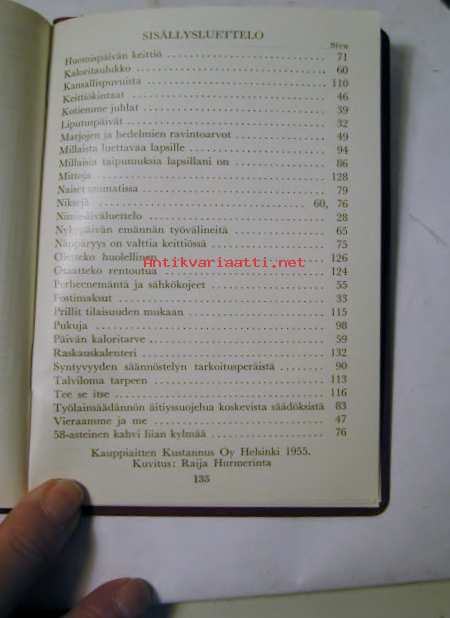 SISÄLLYSLUETTELO
Sivu
Huomispäivän keittiö 71
Kaloritaulukko 60
Kansallispuvuista 110
Keittiökintaat 46
Kotiemme juhlat 39
Liputuspäivät 32
Marjojen ja hedelmien ravintoarvot 49
Millaista luettavaa lapsille 94
Millaisia taipumuksia lapsillani on 86
Mittoja 128
Naiset ammatissa 79
Niksejä 60, 76
Nimipäiväluettelo 28
Nykypäivän emännän työvälineitä 65
Näppäryys on valttia keittiössä 75
Antikvariaatti.net
Oletteko huolellinen 126
Osaatteko rentoutua 124
Perheenemäntä ja sähkökojeet 55
Postimaksut 33
Prillit tilaisuuden mukaan 115
Pukuja 98
Päivän kaloritarve 59
Raskauskalenteri 132
Syntyvyyden säännöstelyn tarkoitusperäistä 90
Talviloma tarpeen 113
Tee se itse 116
Työlainsäädännön äitiyssuojelua koskevista säädöksistä 83
Vieraamme ja me 47
58-asteinen kahvi liian kylmää 76
Kauppiaitten Kustannus Oy Helsinki 1955.
Kuvitus: Raija Hurmerinta
135